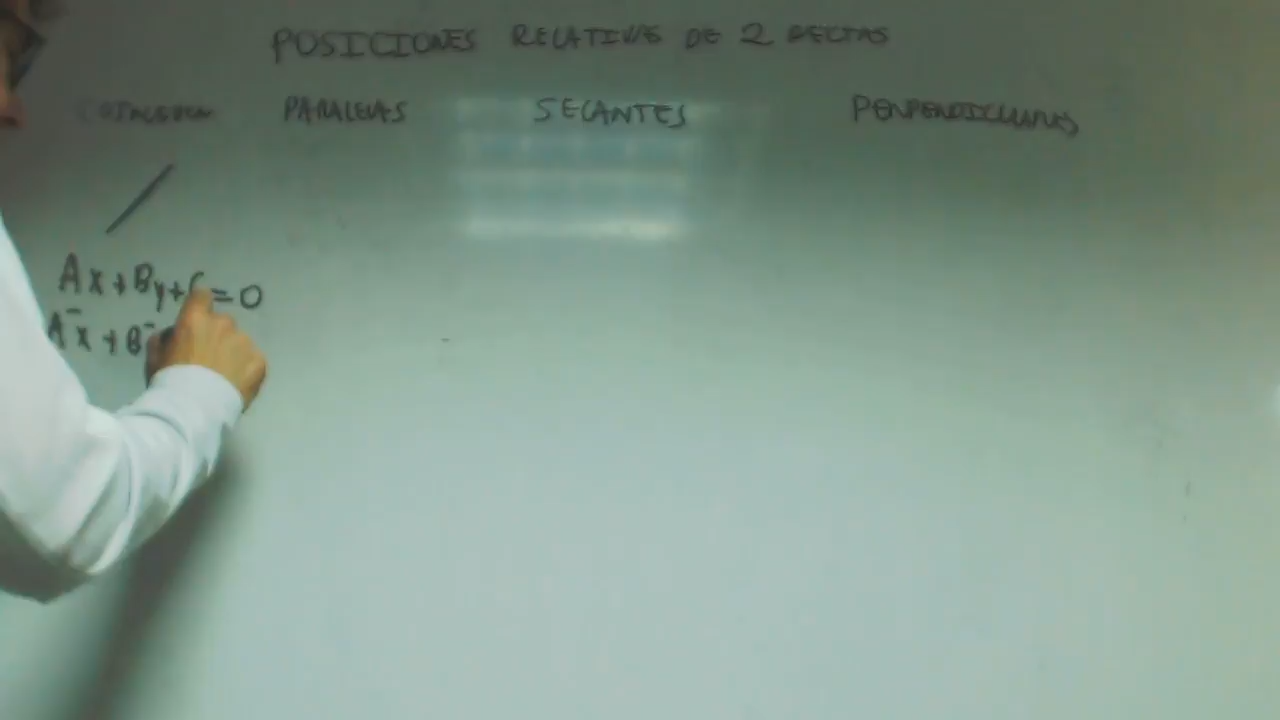 POSICIONES RELATIVAS DE 2 RECTAS
PARALELAS SECANTES PERPENDICULARES
Ax + By + C = 0
A¯x + B¯